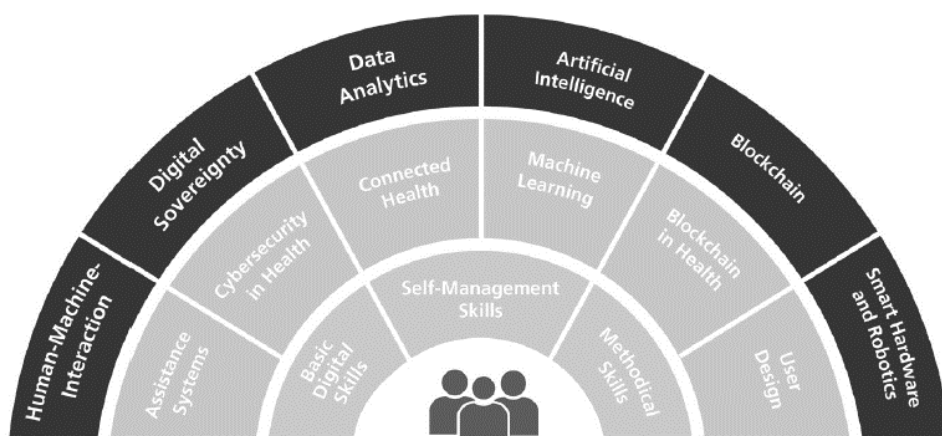 Human-Machine-
Interaction
Digital
Sovereignty
Data
Analytics
Artificial
Intelligence
Blockchain
Smart Hardware
and Robotics
Assistance
Systems
Cybersecurity
in Health
Connected
Health
Machine
Learning
Blockchain
in Health
User
Design
Basic
Digital
Skills
Self-Management
Skills
Methodical
Skills